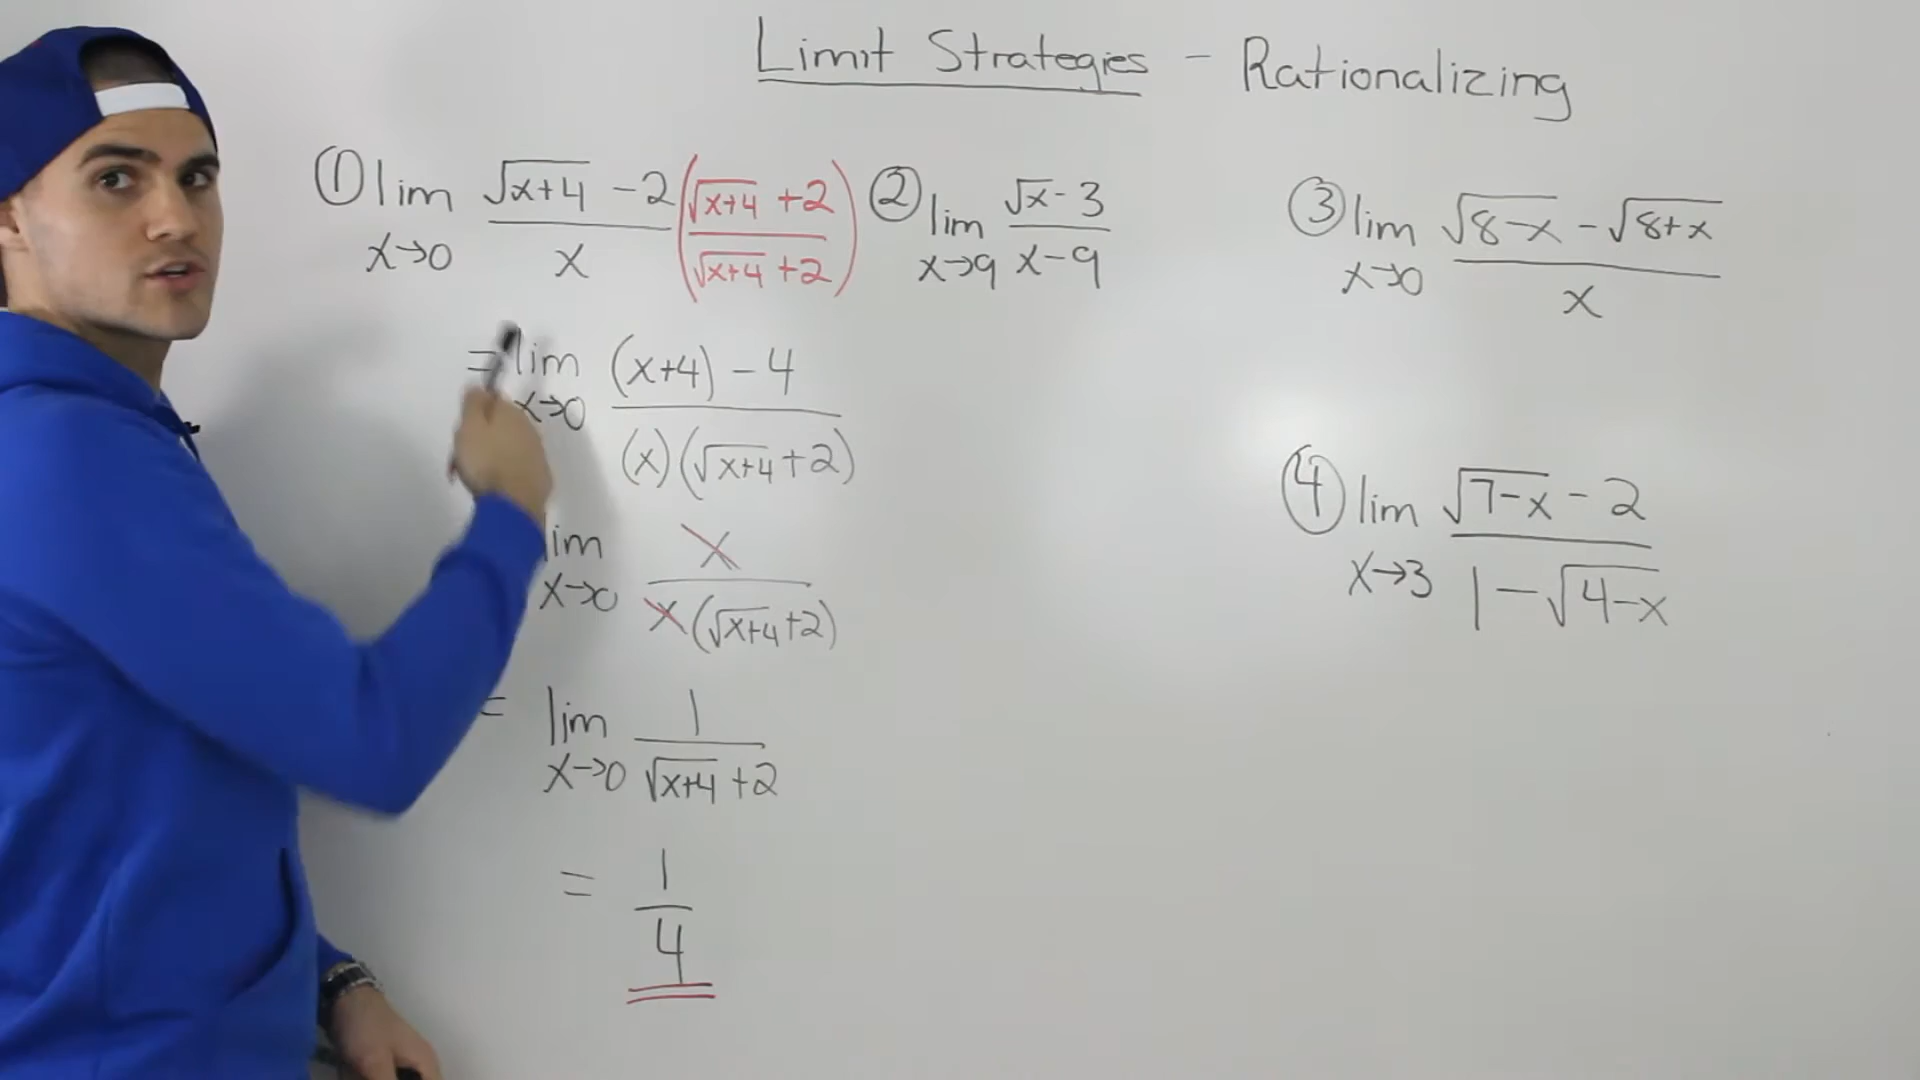 Limit Strategies - Rationalizing
① lim x→0 (√(x+4) - 2)/x ((√(x+4) + 2)/(√(x+4) + 2))
= lim x→0 ((x+4) - 4)/((x)(√(x+4) + 2))
lim x→0 x/(x(√(x+4) + 2))
= lim x→0 1/(√(x+4) + 2)
= 1/4
② lim x→9 (√x - 3)/(x - 9)
③ lim x→0 (√(8-x) - √(8+x))/x
④ lim x→3 (√(7-x) - 2)/(1 - √(4-x))